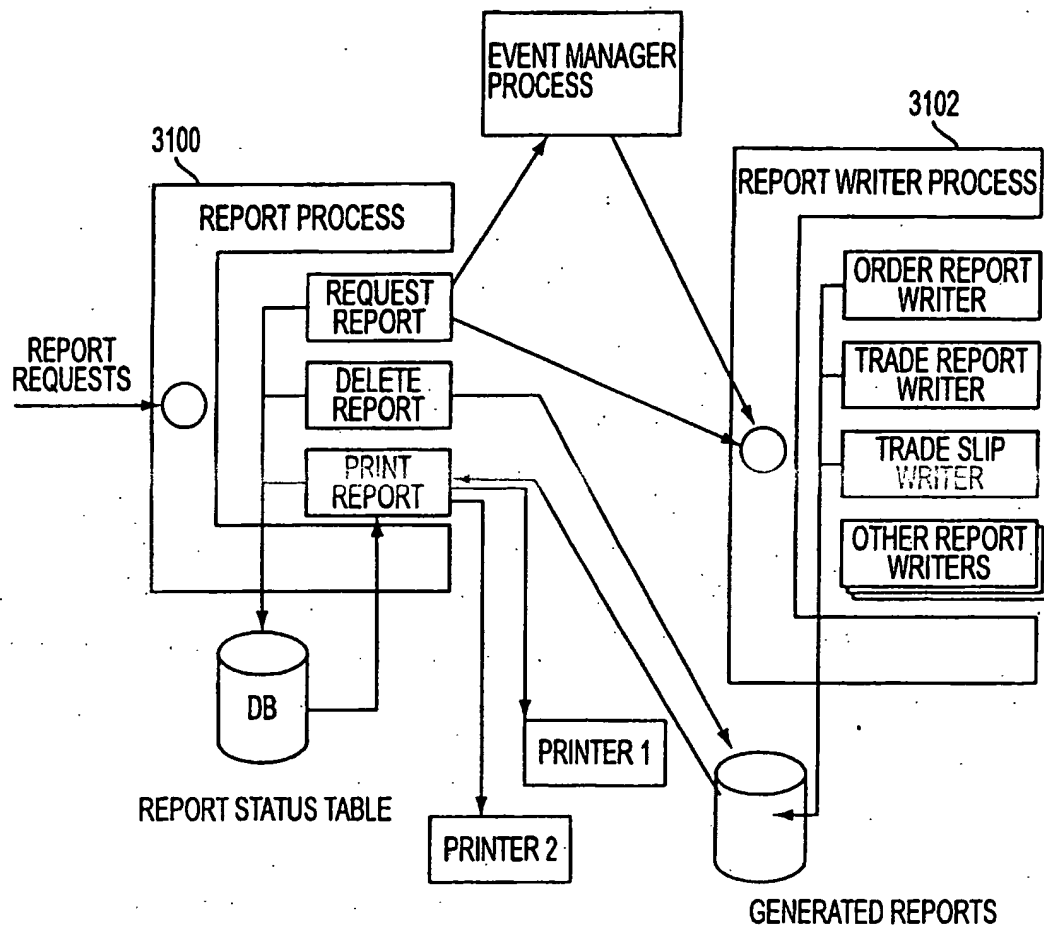 EVENT MANAGER
PROCESS
3100
3102
REPORT PROCESS
REPORT WRITER PROCESS
REQUEST
REPORT
ORDER REPORT
WRITER
REPORT
REQUESTS
DELETE
REPORT
TRADE REPORT
WRITER
PRINT
REPORT
TRADE SLIP
WRITER
OTHER REPORT
WRITERS
DB
PRINTER 1
REPORT STATUS TABLE
PRINTER 2
GENERATED REPORTS